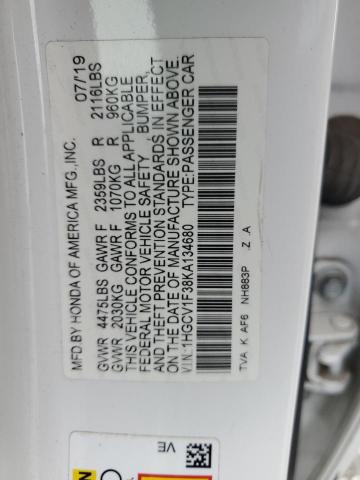 MFD BY HONDA OF AMERICA MFG.,INC. 07/19
GVWR 4475LBS GAWR F 2359LBS R 2116LBS
GVWR 2030KG GAWR F 1070KG R 960KG
THIS VEHICLE CONFORMS TO ALL APPLICABLE
FEDERAL MOTOR VEHICLE SAFETY , BUMPER,
AND THEFT PREVENTION STANDARDS IN EFFECT
ON THE DATE OF MANUFACTURE SHOWN ABOVE.
VIN:1HGCV1F38KA134680 TYPE:PASSENGER CAR
TVA K AF6 NH883P Z A
VE